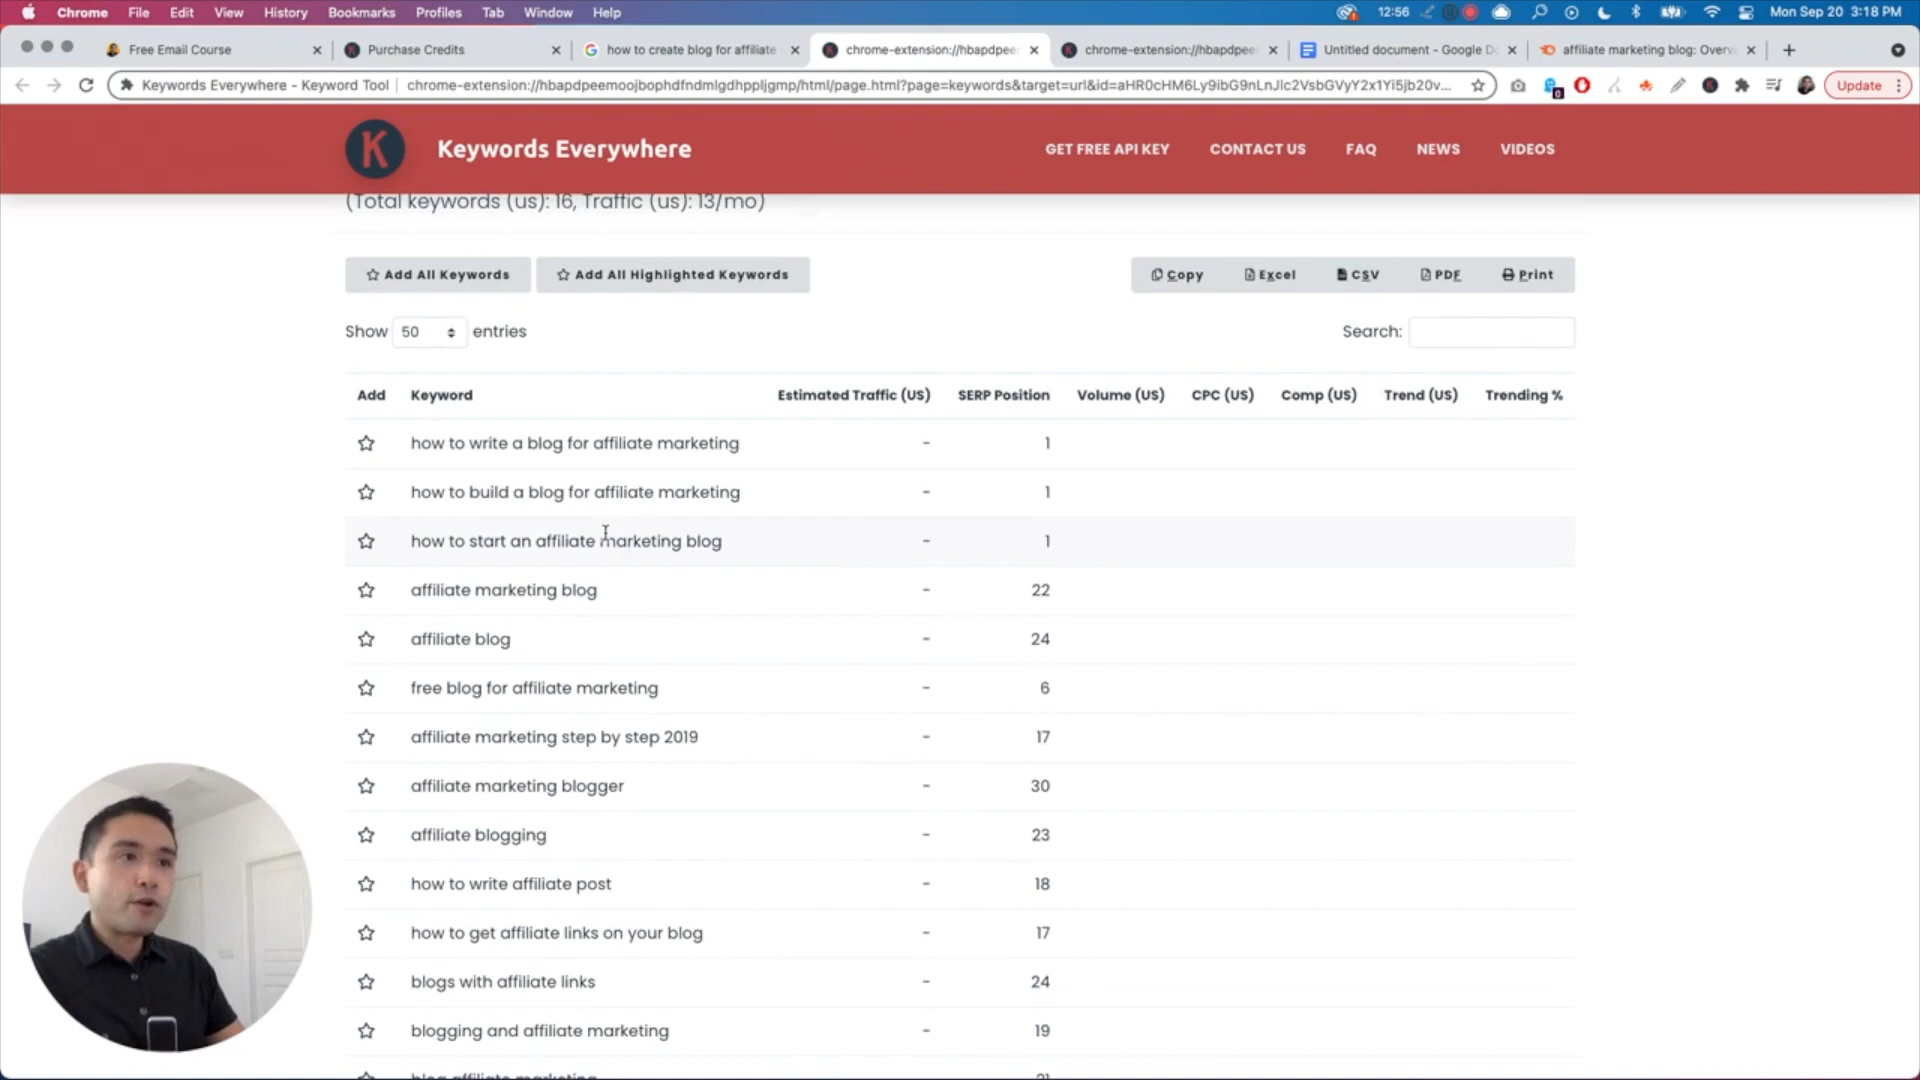 Chrome File Edit View History Bookmarks Profiles Tab Window Help 12:56 Mon Sep 20 3:18 PM
Free Email Course Purchase Credits how to create blog for affiliate chrome-extension://hbapdpee chrome-extension://hbapdpee Untitled document - Google D affiliate marketing blog: Overvi
Keywords Everywhere - Keyword Tool chrome-extension://hbapdpeemoojbophdfndmlgdhppljgmp/html/page.html?page=keywords&target=url&id=aHR0cHM6Ly9ibG9nLnJlc2VsbGVyY2x1Yi5jb20v... Update
K Keywords Everywhere GET FREE API KEY CONTACT US FAQ NEWS VIDEOS
(Total keywords (us): 16, Traffic (us): 13/mo)
Add All Keywords Add All Highlighted Keywords Copy Excel CSV PDF Print
Show 50 entries Search:
Add Keyword Estimated Traffic (US) SERP Position Volume (US) CPC (US) Comp (US) Trend (US) Trending %
how to write a blog for affiliate marketing - 1
how to build a blog for affiliate marketing - 1
how to start an affiliate marketing blog - 1
affiliate marketing blog - 22
affiliate blog - 24
free blog for affiliate marketing - 6
affiliate marketing step by step 2019 - 17
affiliate marketing blogger - 30
affiliate blogging - 23
how to write affiliate post - 18
how to get affiliate links on your blog - 17
blogs with affiliate links - 24
blogging and affiliate marketing - 19
blog affiliate marketing - 21